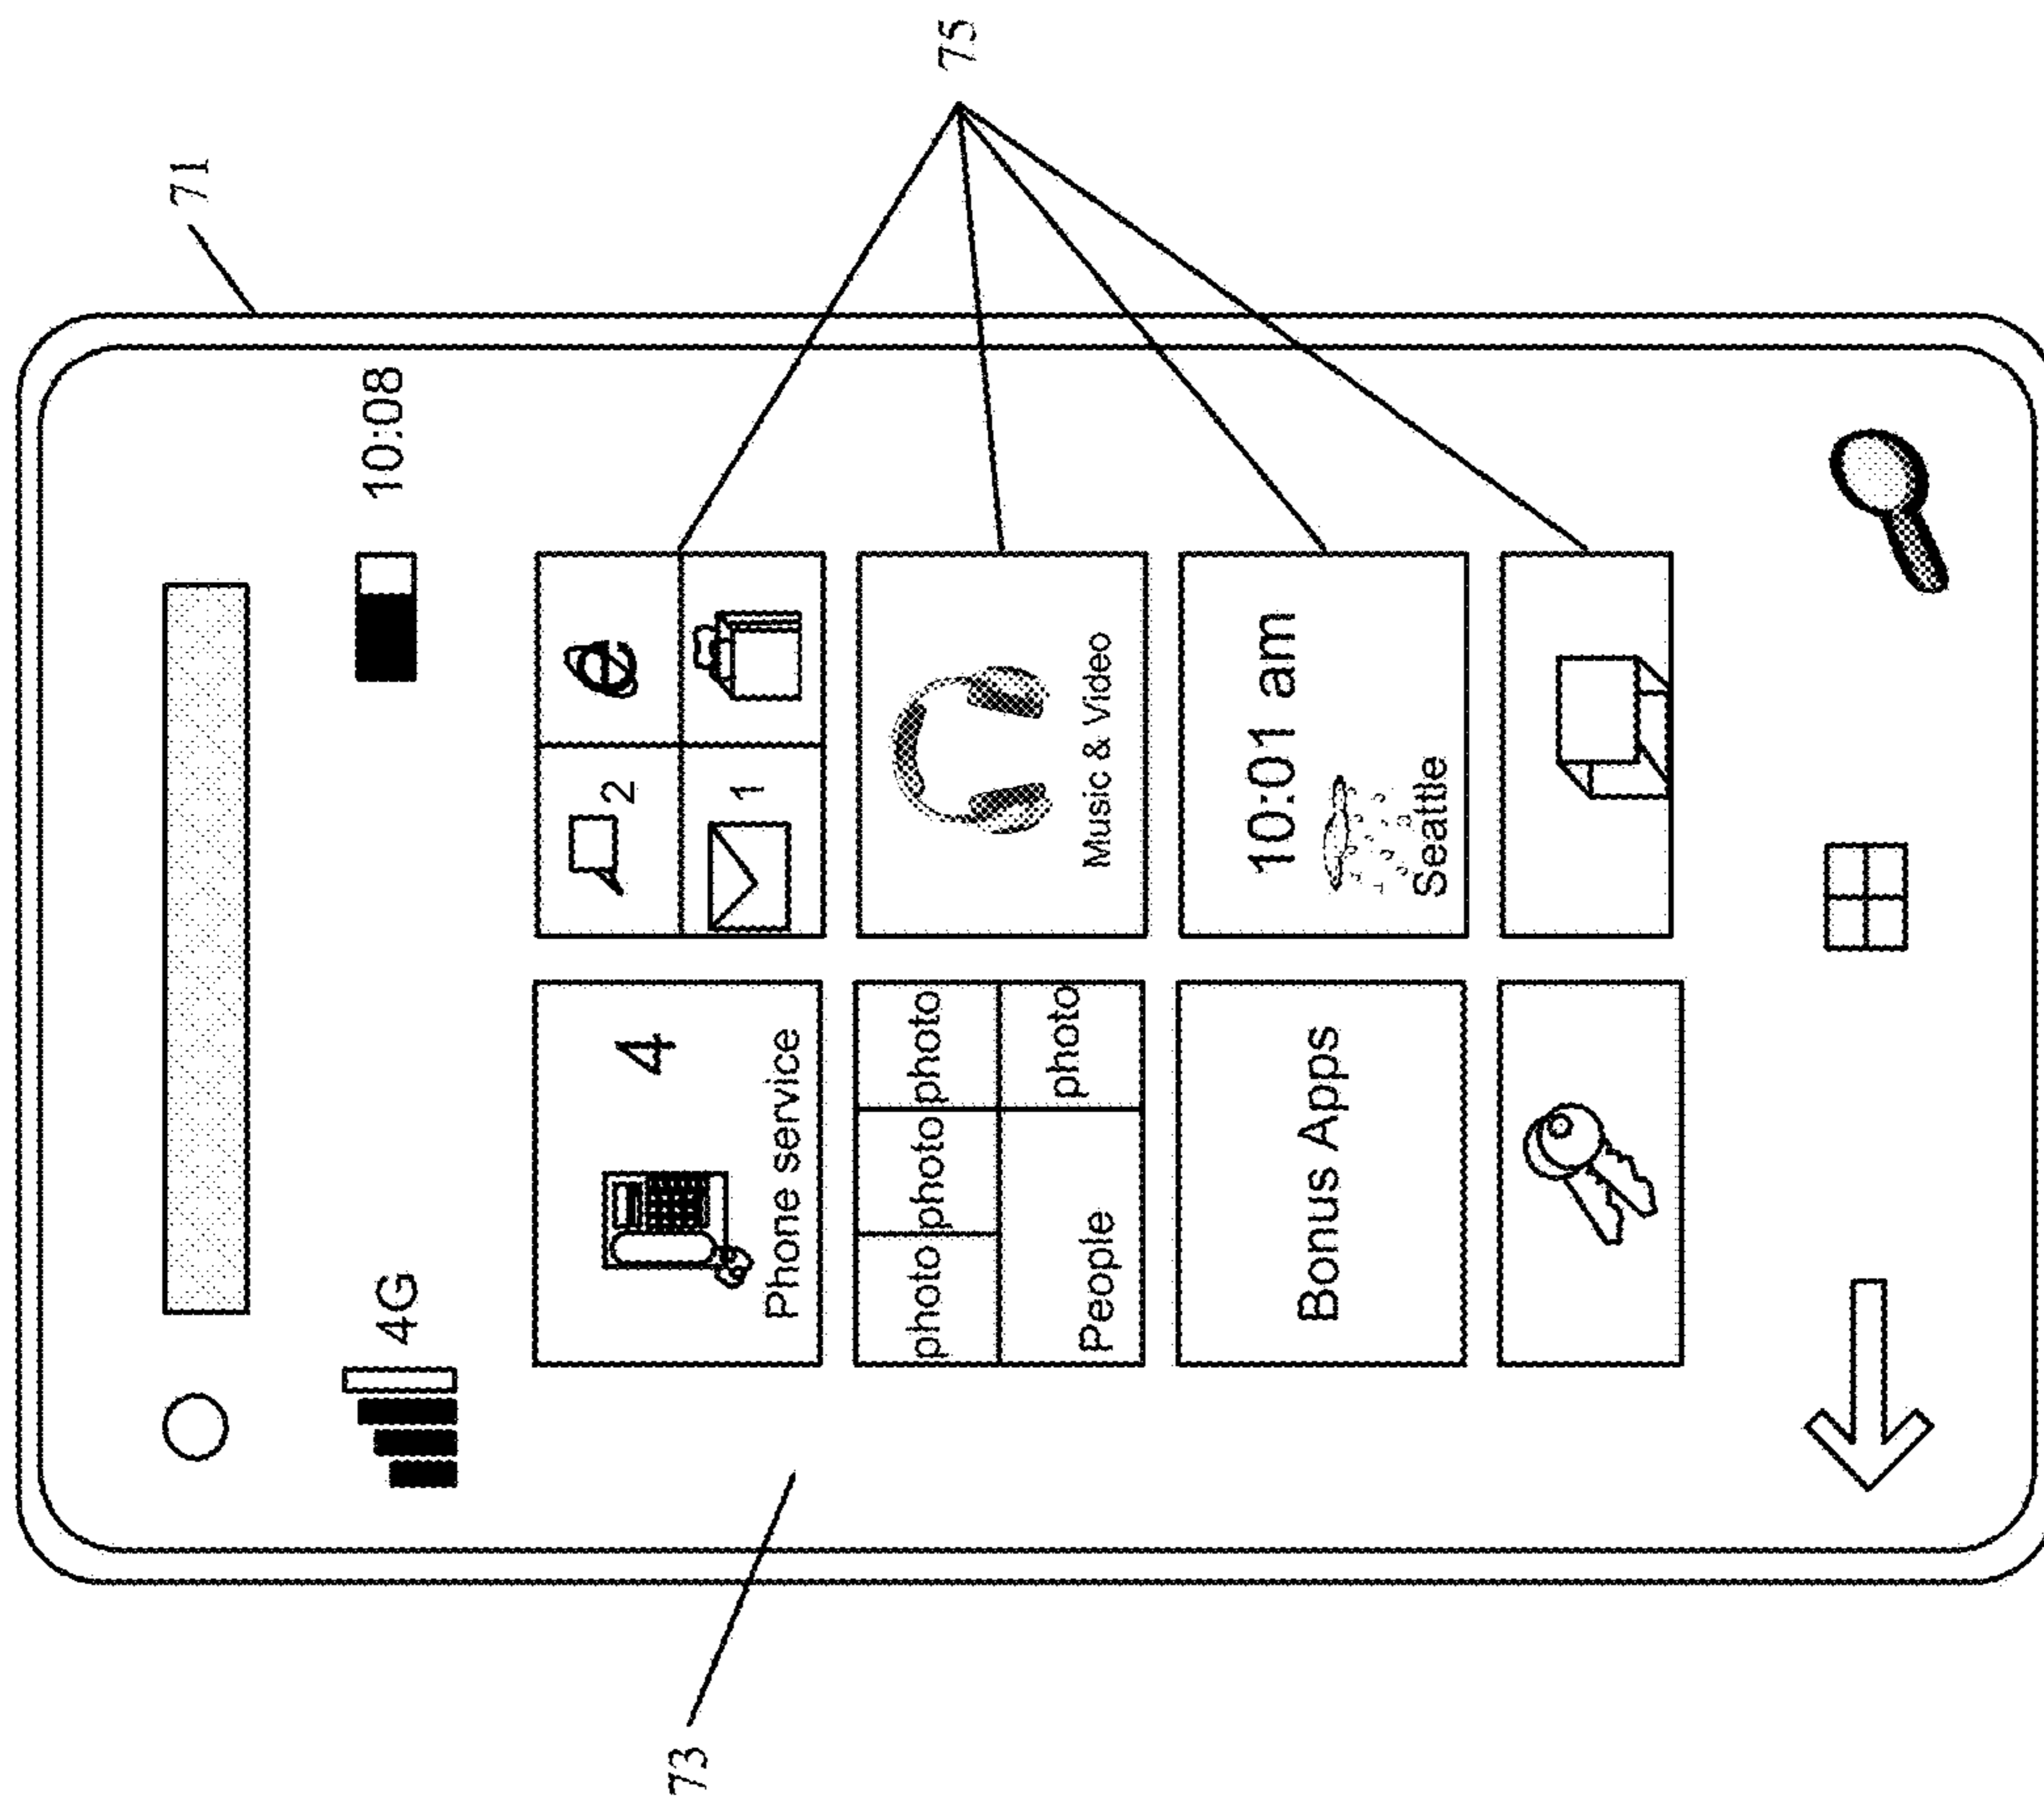 71
4G 10:08
4
Phone service
2
e
1
75
photo photo photo
photo
People
Music & Video
Bonus Apps
10:01 am
Seattle
73